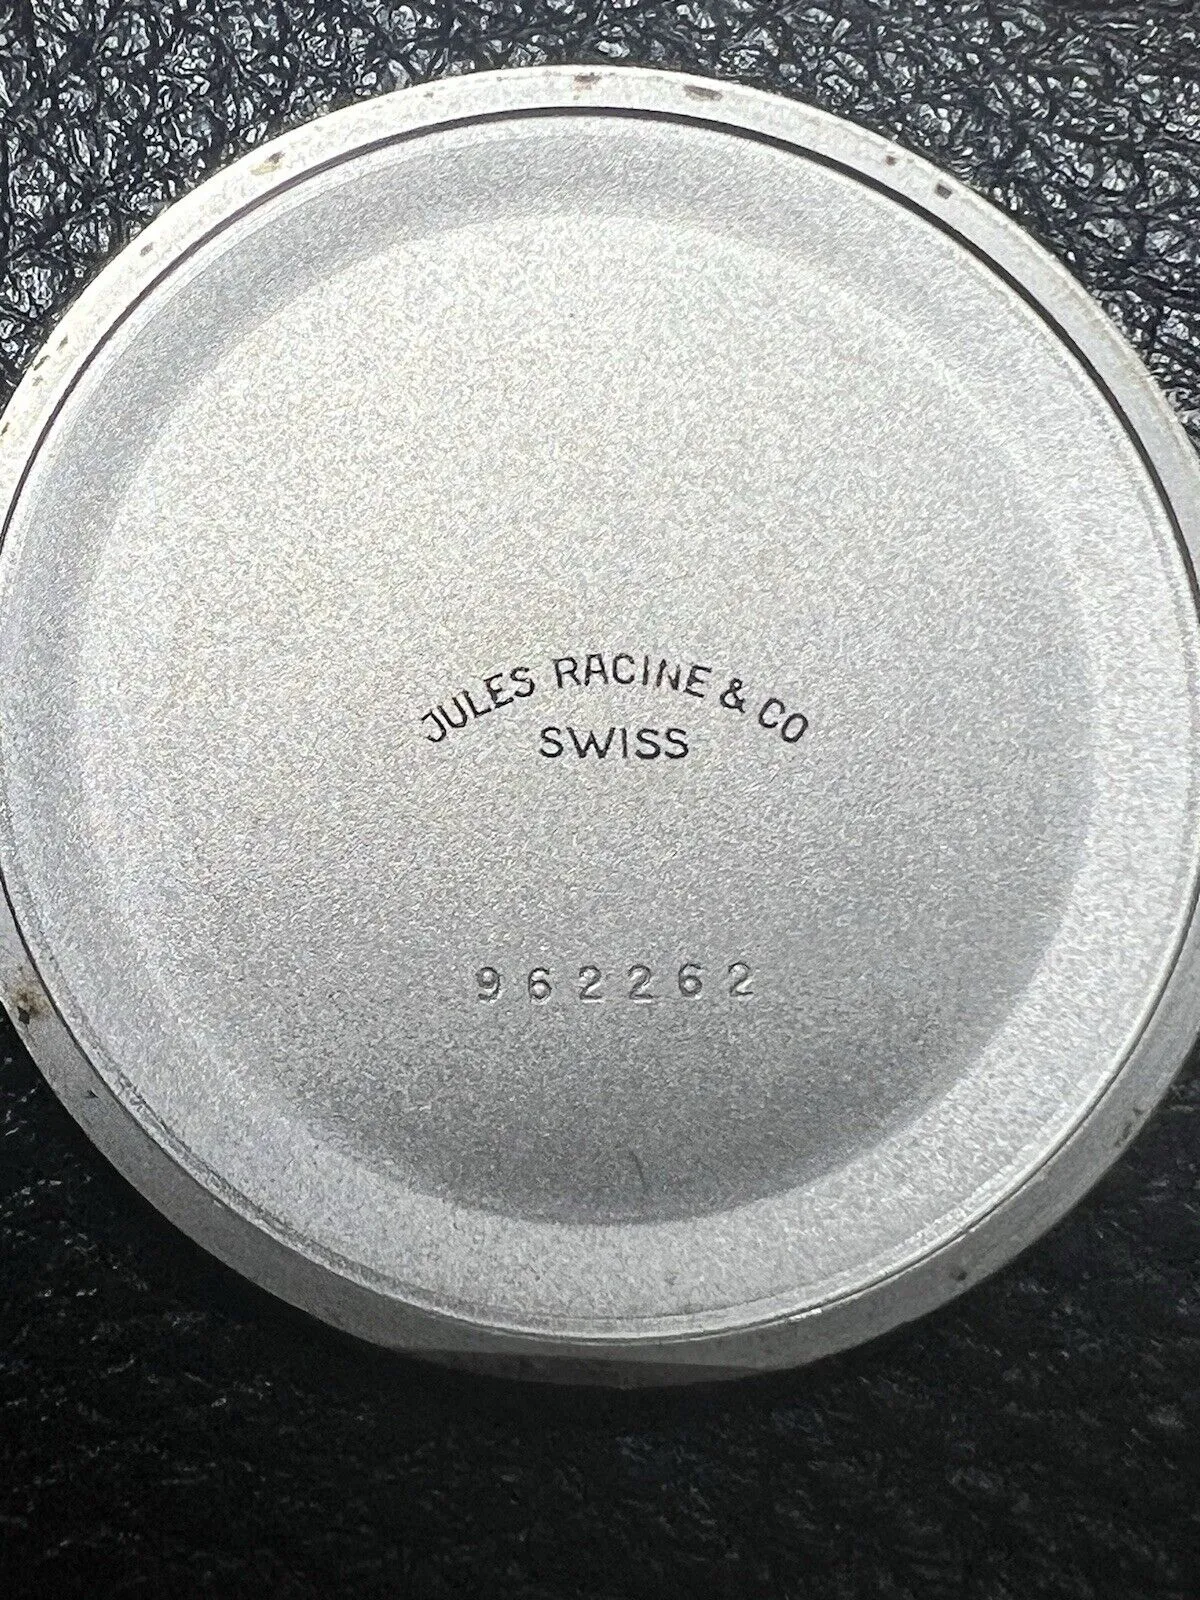 JULES RACINE & CO
SWISS
962262